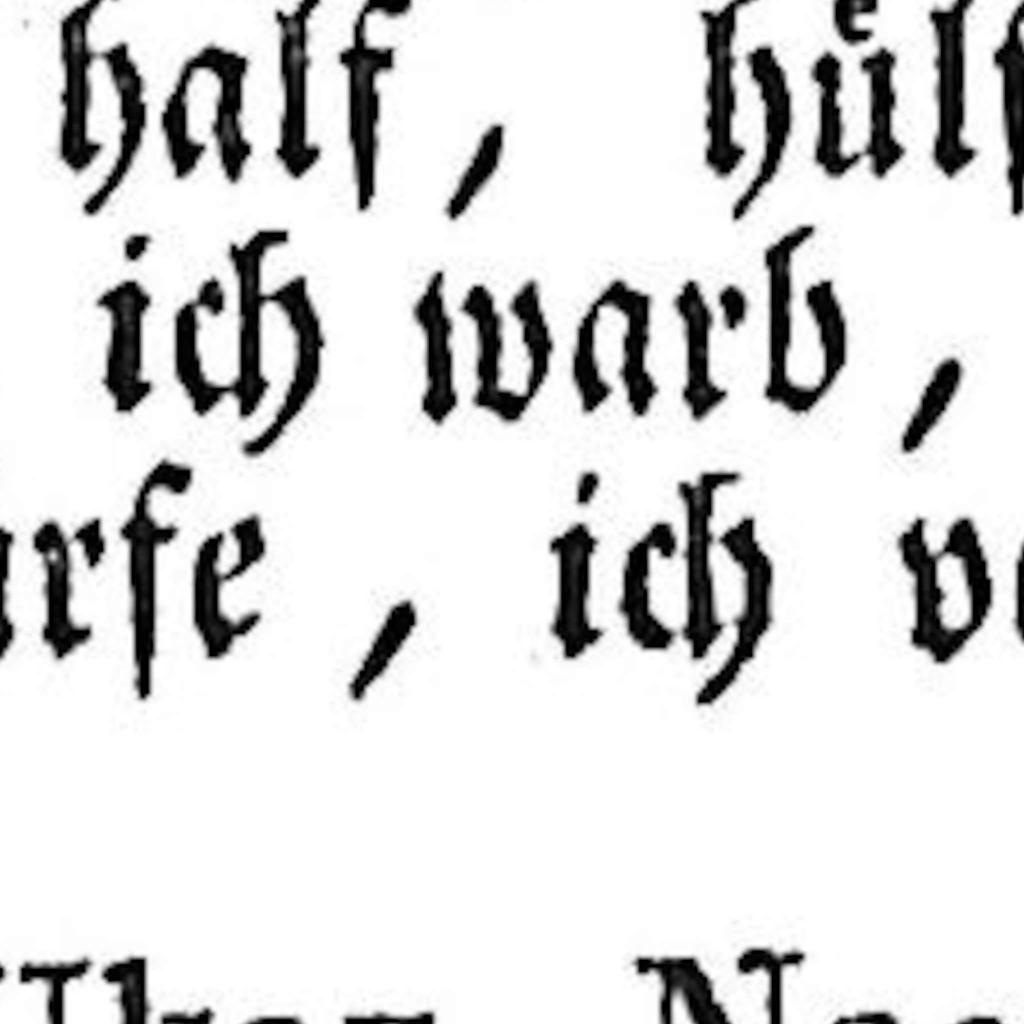 half, hülf
ich warb,
rfe, ich v